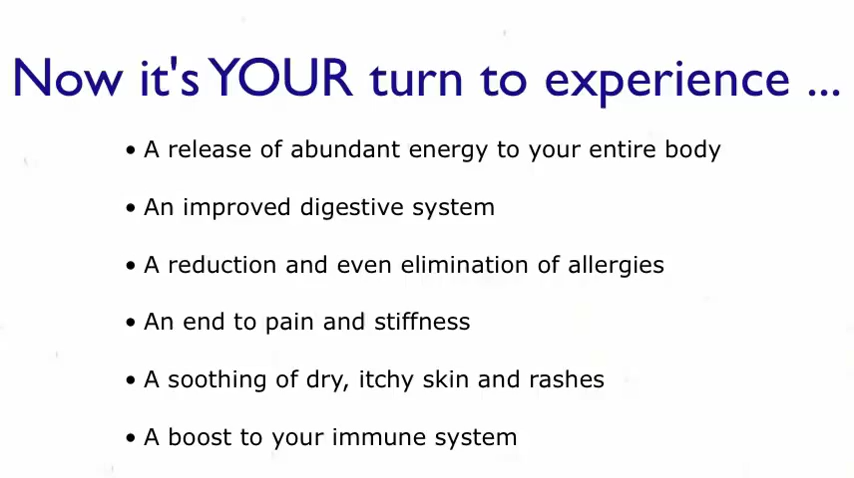 Now it's YOUR turn to experience ...
• A release of abundant energy to your entire body
• An improved digestive system
• A reduction and even elimination of allergies
• An end to pain and stiffness
• A soothing of dry, itchy skin and rashes
• A boost to your immune system